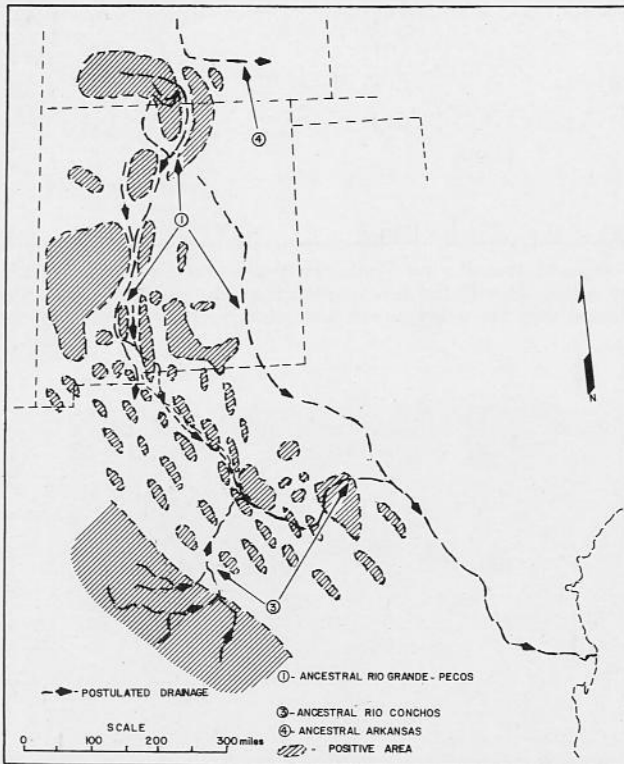 ④
①
N
③
①- ANCESTRAL RIO GRANDE - PECOS
- POSTULATED DRAINAGE
③- ANCESTRAL RIO CONCHOS
④- ANCESTRAL ARKANSAS
SCALE
- POSITIVE AREA
0 100 200 300 miles